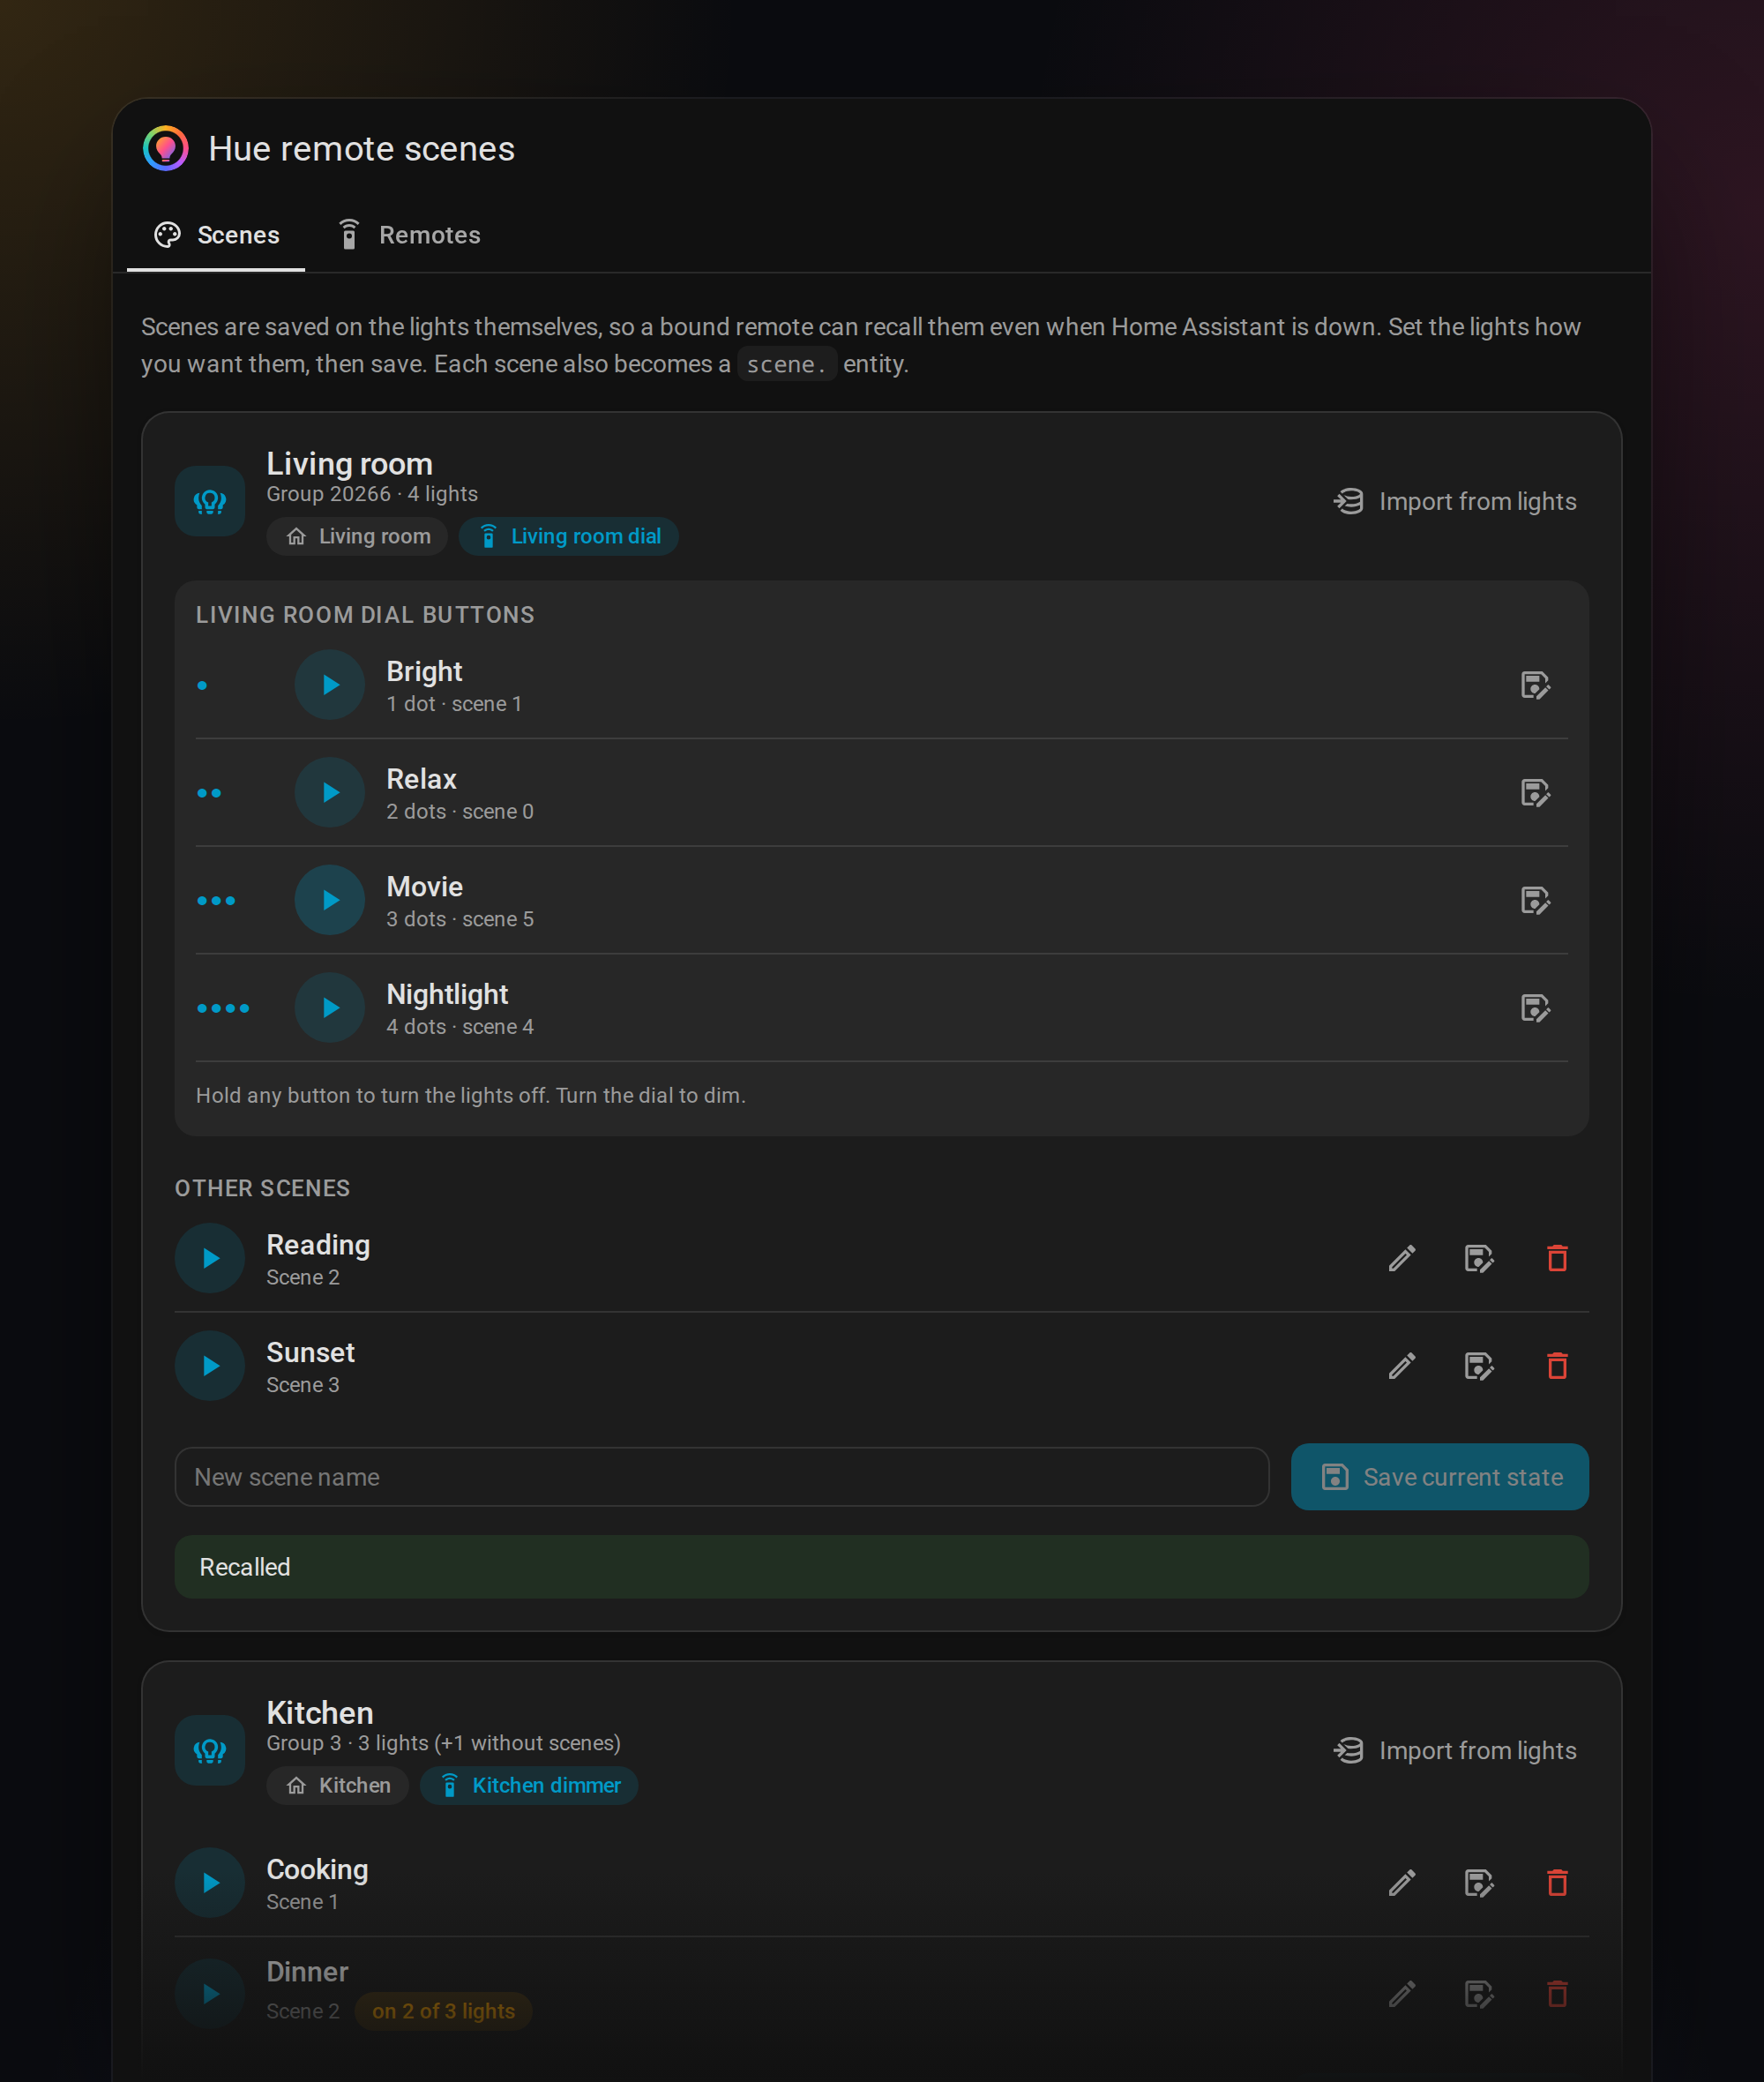 Hue remote scenes
Scenes
Remotes
Scenes are saved on the lights themselves, so a bound remote can recall them even when Home Assistant is down. Set the lights how
you want them, then save. Each scene also becomes a scene. entity.
Living room
Group 20266 · 4 lights
Living room
Living room dial
Import from lights
LIVING ROOM DIAL BUTTONS
Bright
1 dot · scene 1
Relax
2 dots · scene 0
Movie
3 dots · scene 5
Nightlight
4 dots · scene 4
Hold any button to turn the lights off. Turn the dial to dim.
OTHER SCENES
Reading
Scene 2
Sunset
Scene 3
New scene name
Save current state
Recalled
Kitchen
Group 3 · 3 lights (+1 without scenes)
Kitchen
Kitchen dimmer
Import from lights
Cooking
Scene 1
Dinner
Scene 2
on 2 of 3 lights